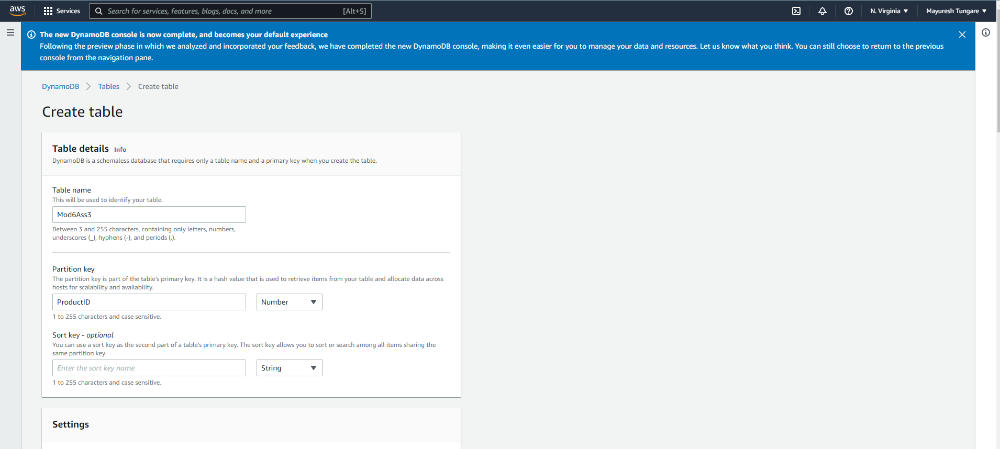 aws
Services
Search for services, features, blogs, docs, and more
[Alt+S]
N. Virginia
Mayuresh Tungare
The new DynamoDB console is now complete, and becomes your default experience
Following the preview phase in which we analyzed and incorporated your feedback, we have completed the new DynamoDB console, making it even easier for you to manage your data and resources. Let us know what you think. You can still choose to return to the previous
console from the navigation pane.
DynamoDB
Tables
Create table
Create table
Table details Info
DynamoDB is a schemaless database that requires only a table name and a primary key when you create the table.
Table name
This will be used to identify your table.
Mod6Ass3
Between 3 and 255 characters, containing only letters, numbers,
underscores (_), hyphens (-), and periods (.).
Partition key
The partition key is part of the table's primary key. It is a hash value that is used to retrieve items from your table and allocate data across
hosts for scalability and availability.
ProductID
Number
1 to 255 characters and case sensitive.
Sort key - optional
You can use a sort key as the second part of a table's primary key. The sort key allows you to sort or search among all items sharing the
same partition key.
Enter the sort key name
String
1 to 255 characters and case sensitive.
Settings